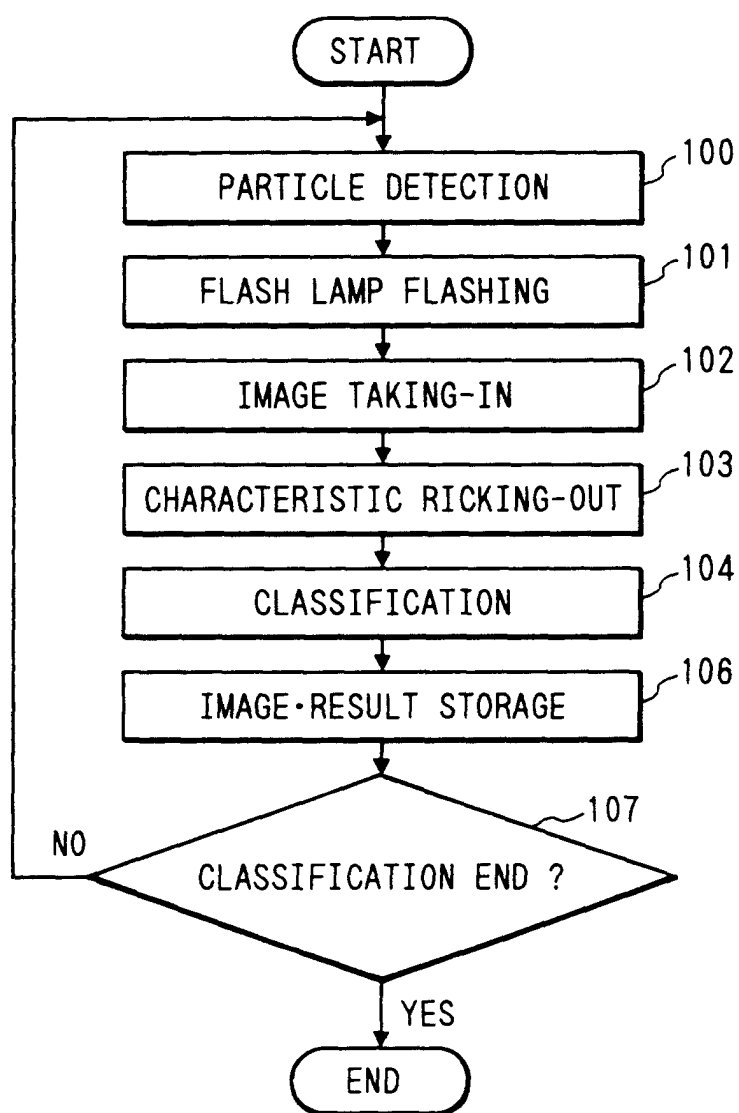 START
PARTICLE DETECTION
100
FLASH LAMP FLASHING
101
IMAGE TAKING-IN
102
CHARACTERISTIC RICKING-OUT
103
CLASSIFICATION
104
IMAGE·RESULT STORAGE
106
CLASSIFICATION END ?
107
NO
YES
END